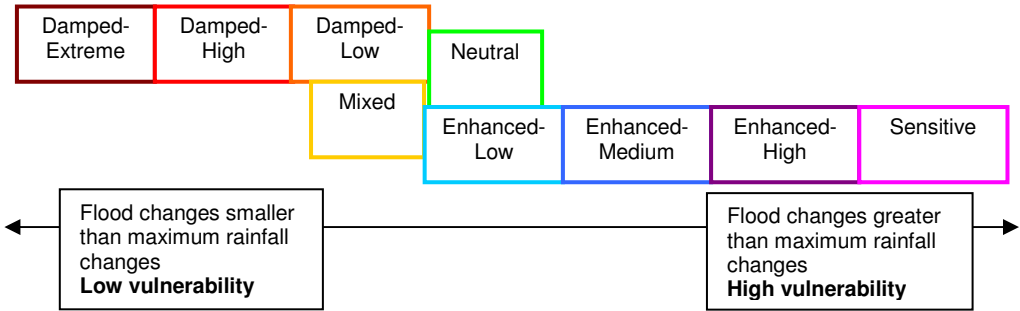 Damped-
Extreme
Damped-
High
Damped-
Low
Neutral
Mixed
Enhanced-
Low
Enhanced-
Medium
Enhanced-
High
Sensitive
Flood changes smaller
than maximum rainfall
changes
Low vulnerability
Flood changes greater
than maximum rainfall
changes
High vulnerability